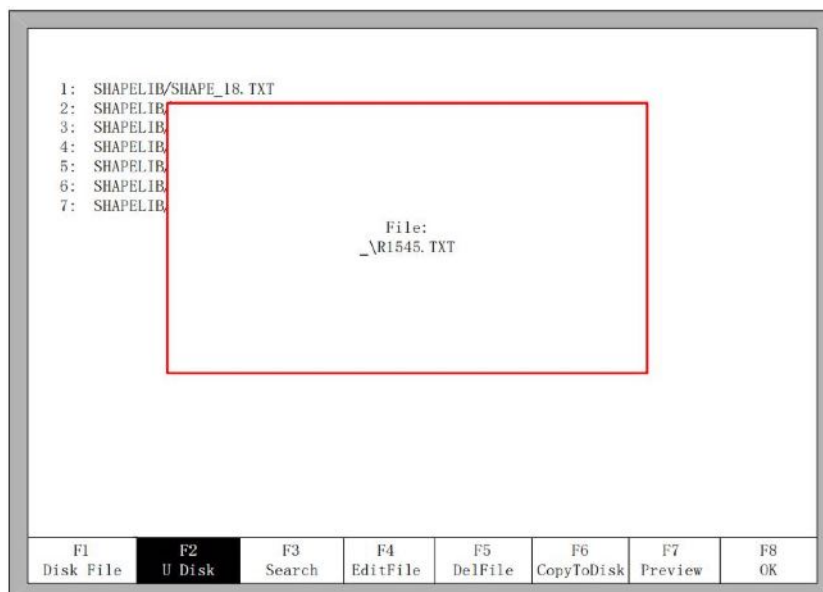 1: SHAPELIB/SHAPE_18.TXT
2: SHAPELIB/
3: SHAPELIB/
4: SHAPELIB/
5: SHAPELIB/
6: SHAPELIB/
7: SHAPELIB/
File:
_\R1545.TXT
F1 F2 F3 F4 F5 F6 F7 F8
Disk File U Disk Search EditFile DelFile CopyToDisk Preview OK